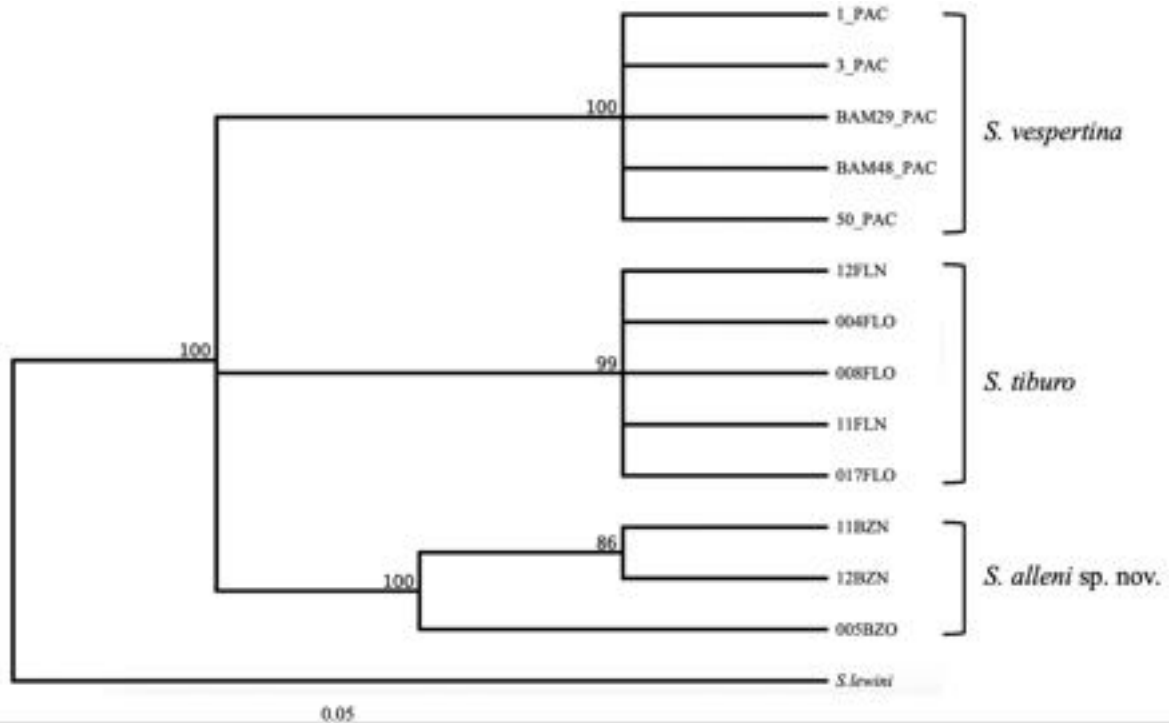 1_PAC
3_PAC
100
BAM29_PAC
S. vespertina
BAM48_PAC
50_PAC
12FLN
004FLO
100
99
008FLO
S. tiburo
11FLN
017FLO
11BZN
86
12BZN
100
S. alleni sp. nov.
005BZO
S.lewini
0.05